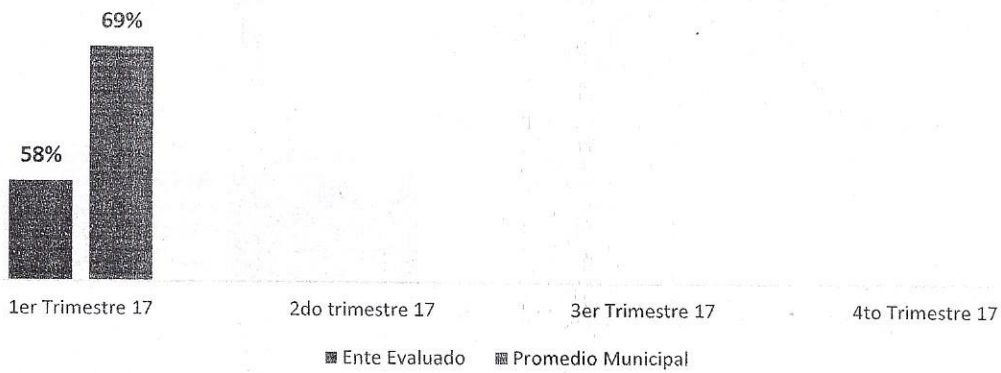 69%
58%
1er Trimestre 17
2do trimestre 17
3er Trimestre 17
4to Trimestre 17
Ente Evaluado
Promedio Municipal